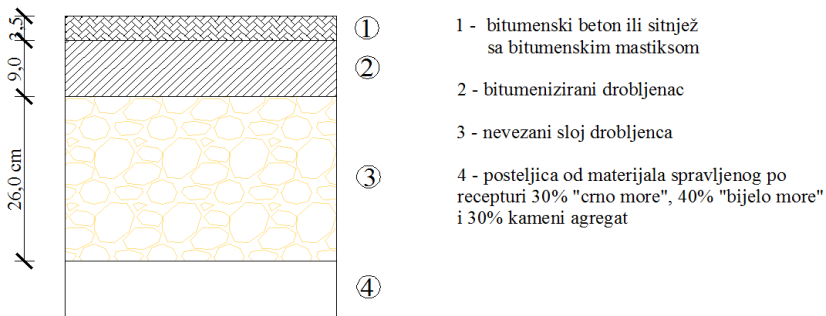 3,5
9,0
26,0 cm
1
2
3
4
1 - bitumenski beton ili sitnjež
sa bitumenskim mastiksom
2 - bitumenizirani drobljenac
3 - nevezani sloj drobljenca
4 - posteljica od materijala spravljenog po
recepturi 30% "crno more", 40% "bijelo more"
i 30% kameni agregat